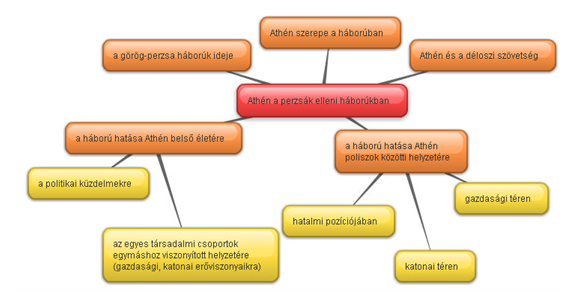 Athén szerepe a háborúban
a görög-perzsa háborúk ideje
Athén és a déloszi szövetség
Athén a perzsák elleni háborúkban
a háború hatása Athén belső életére
a háború hatása Athén
poliszok közötti helyzetére
a politikai küzdelmekre
gazdasági téren
hatalmi pozíciójában
az egyes társadalmi csoportok
egymáshoz viszonyított helyzetére
(gazdasági, katonai erőviszonyaikra)
katonai téren